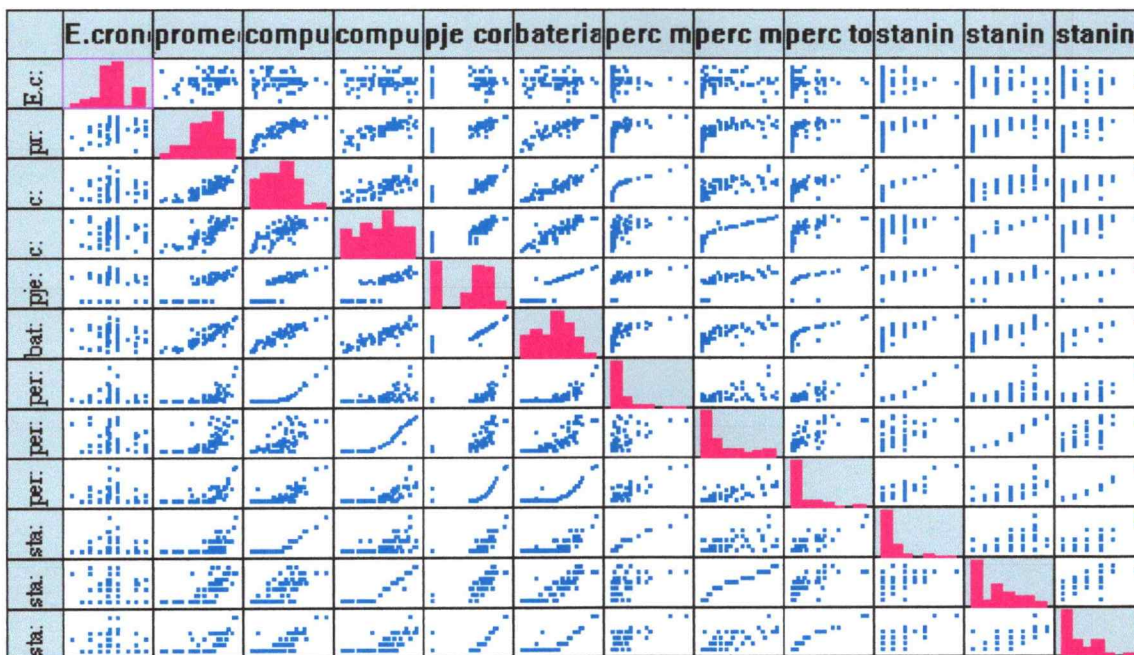 E.cron prome compu compu pje cor bateria perc m perc m perc to stanin stanin stanin
E.c:
pr:
c:
c:
pje:
bat:
per:
per:
per:
sta:
sta:
sta: